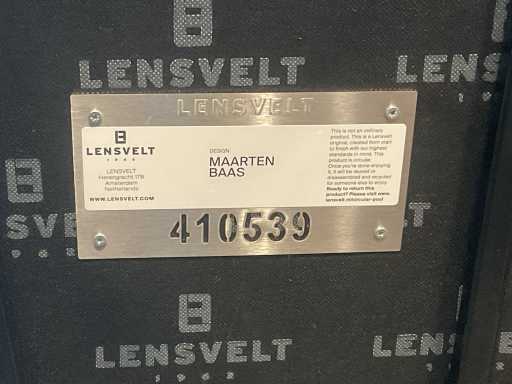 LENSVELT
LENSV
LENSVELT
LENSVELT
1962
LENSVELT
Herengracht 178
Amsterdam
Netherlands
WWW.LENSVELT.COM
DESIGN
MAARTEN
BAAS
This is not an ordinary
product. This is a Lensvelt
original, created from start
to finish with our highest
standards in mind. This
product is circular.
Once you're done enjoying
it, it will be reused or
disassembled and recycled
for someone else to enjoy.
Ready to return this
product? Please visit www.
lensvelt.nl/circular-pool
410539
SVE
LENS
LENSVELT
LENSVE